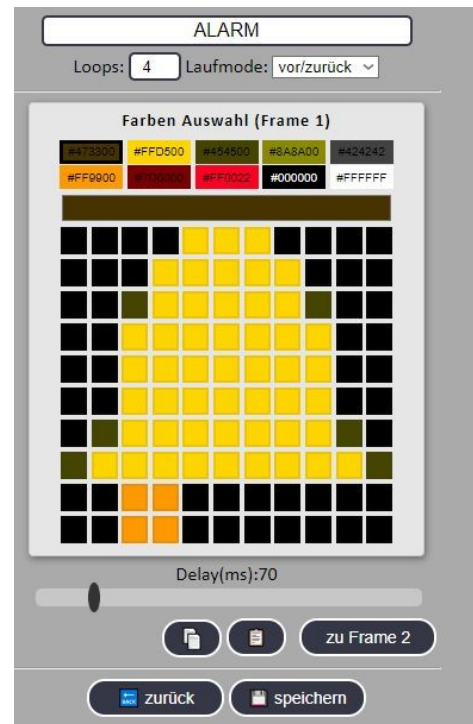 ALARM
Loops: 4 Laufmode: vor/zurück
Farben Auswahl (Frame 1)
#473300 #FFD500 #454500 #8A8A00 #424242
#FF9900 #7D0000 #FF0022 #000000 #FFFFFF
Delay(ms):70
zu Frame 2
BACK zurück speichern